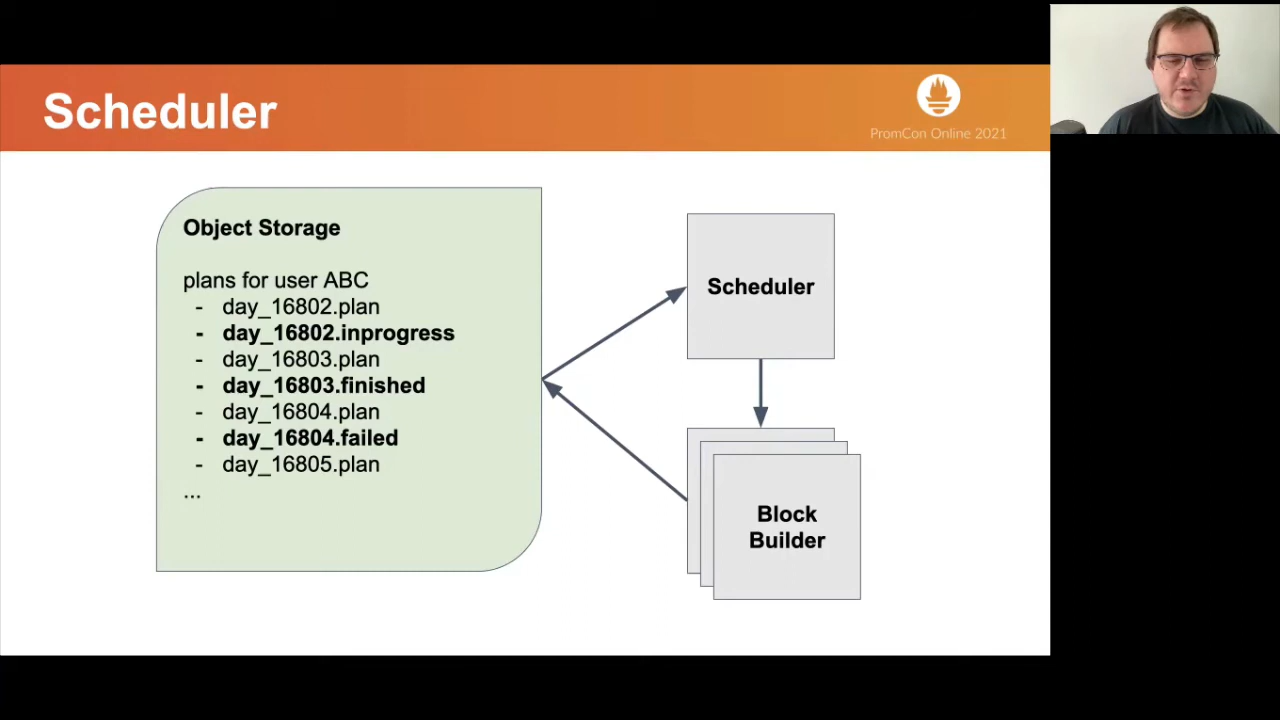 Scheduler
PromCon Online 2021
Object Storage
plans for user ABC
- day_16802.plan
- day_16802.inprogress
- day_16803.plan
- day_16803.finished
- day_16804.plan
- day_16804.failed
- day_16805.plan
...
Scheduler
Block
Builder